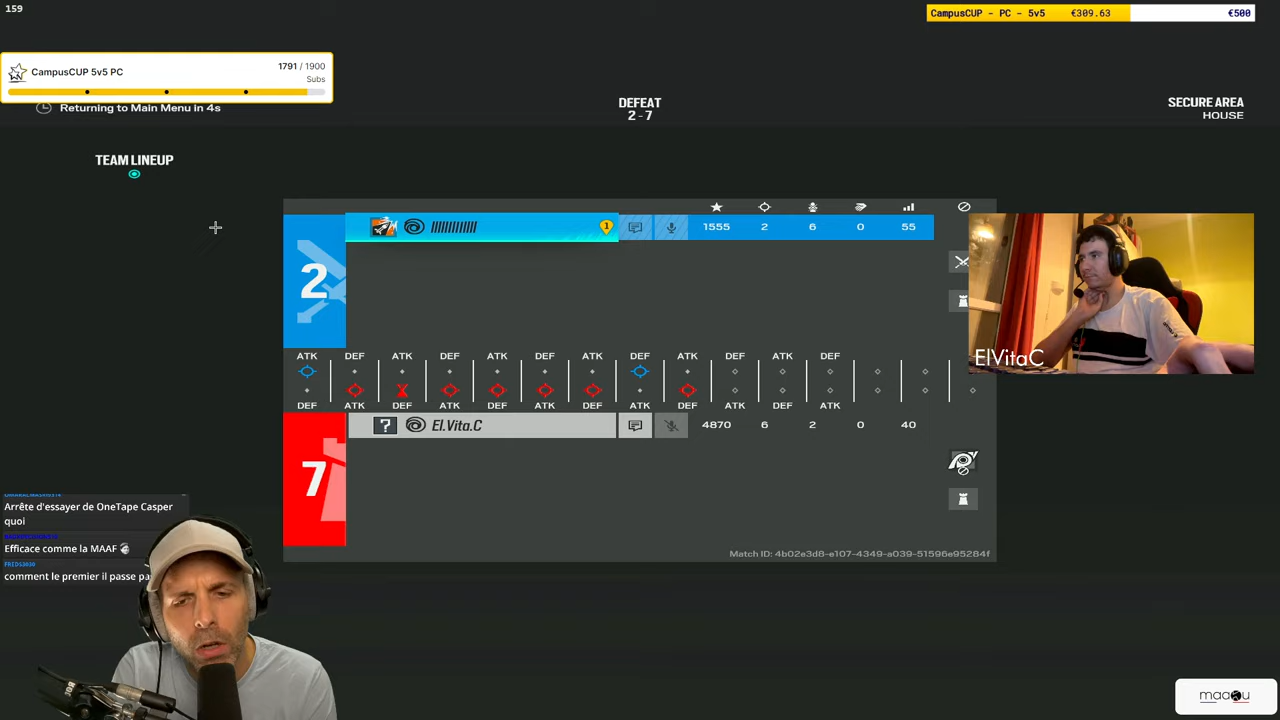 159
CampusCUP - PC - 5v5 €309.63 €500
CampusCUP 5v5 PC
1791 / 1900
Subs
Returning to Main Menu in 4s
DEFEAT
2-7
SECURE AREA
HOUSE
TEAM LINEUP
2
||||||||||||
1
1555 2 6 0 55
ATK DEF ATK DEF ATK DEF ATK DEF ATK DEF ATK DEF
DEF ATK DEF ATK DEF ATK DEF ATK DEF ATK DEF ATK
7
?
El.Vita.C
4870 6 2 0 40
Match ID: 4b02e3d8-e107-4349-a039-51596e95284f
ElVitaC
Arrête d'essayer de OneTape Casper
quoi
Efficace comme la MAAF
FREDS3030
comment le premier il passe pa